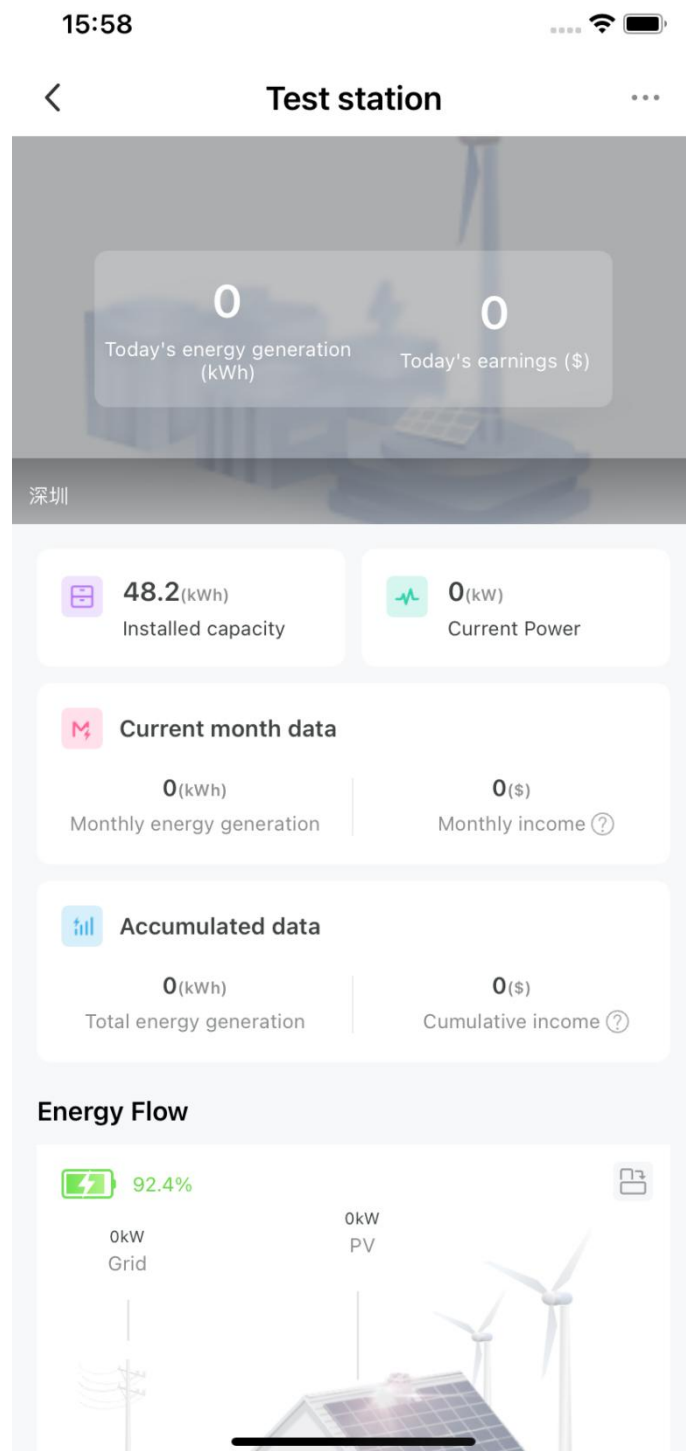 15:58
Test station
0
Today's energy generation
(kWh)
0
Today's earnings ($)
深圳
48.2(kWh)
Installed capacity
0(kW)
Current Power
Current month data
0(kWh)
Monthly energy generation
0($)
Monthly income ?
Accumulated data
0(kWh)
Total energy generation
0($)
Cumulative income ?
Energy Flow
92.4%
0kW
Grid
0kW
PV